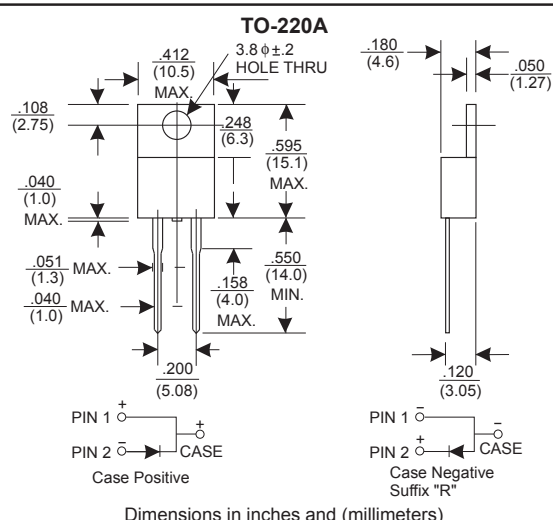 TO-220A
.412
(10.5)
MAX.
3.8 ϕ±.2
HOLE THRU
.180
(4.6)
.050
(1.27)
.108
(2.75)
.248
(6.3)
.595
(15.1)
MAX.
.040
(1.0)
MAX.
.051
(1.3)
MAX.
.040
(1.0)
MAX.
.158
(4.0)
MAX.
.550
(14.0)
MIN.
.200
(5.08)
.120
(3.05)
PIN 1 + +
PIN 2 - CASE
Case Positive
PIN 1 - -
PIN 2 + CASE
Case Negative
Suffix "R"
Dimensions in inches and (millimeters)